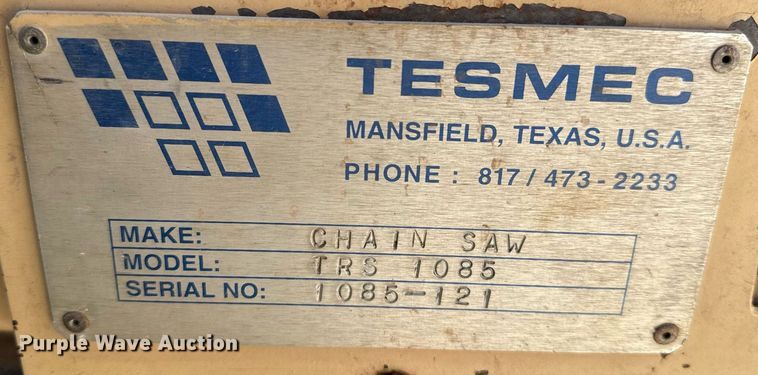 TESMEC
MANSFIELD, TEXAS, U.S.A.
PHONE : 817 / 473 - 2233
MAKE: CHAIN SAW
MODEL: TRS 1085
SERIAL NO: 1085-121
Purple Wave Auction